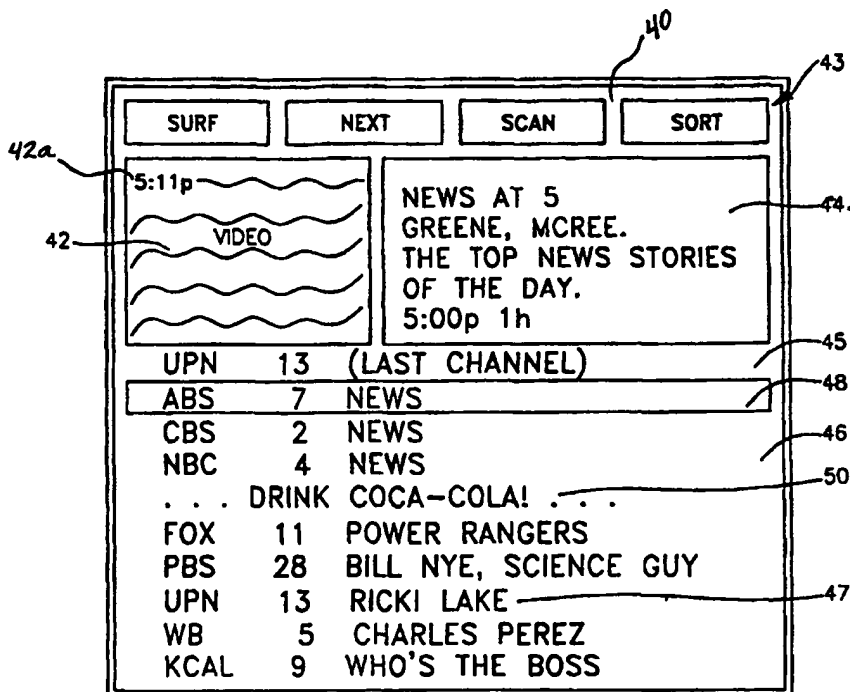 40
43
SURF NEXT SCAN SORT
42a
5:11p
VIDEO
42
NEWS AT 5
GREENE, MCREE.
THE TOP NEWS STORIES
OF THE DAY.
5:00p 1h
44.
UPN 13 (LAST CHANNEL) 45
ABS 7 NEWS 48
CBS 2 NEWS
NBC 4 NEWS 46
. . . DRINK COCA-COLA! . . . 50
FOX 11 POWER RANGERS
PBS 28 BILL NYE, SCIENCE GUY
UPN 13 RICKI LAKE 47
WB 5 CHARLES PEREZ
KCAL 9 WHO'S THE BOSS